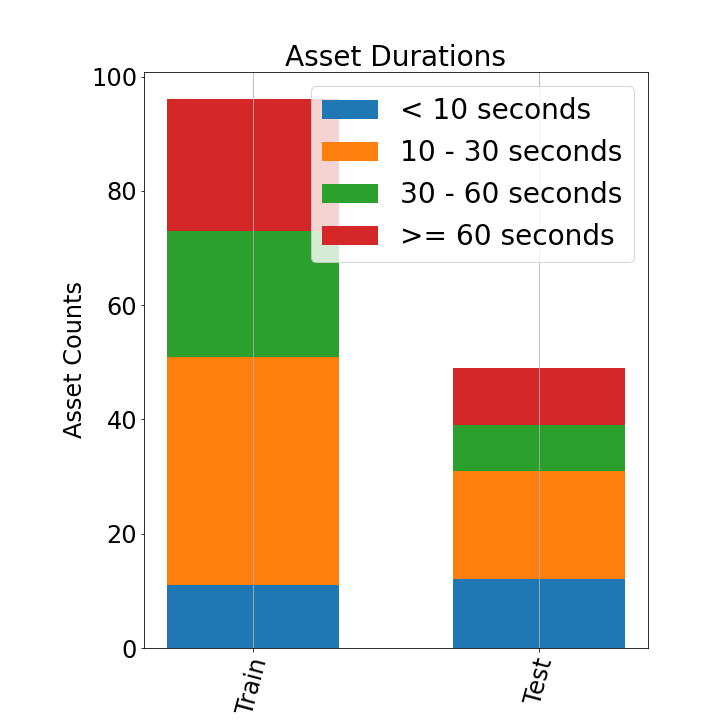 Asset Durations
100
80
60
40
20
0
Asset Counts
< 10 seconds
10 - 30 seconds
30 - 60 seconds
>= 60 seconds
Train
Test